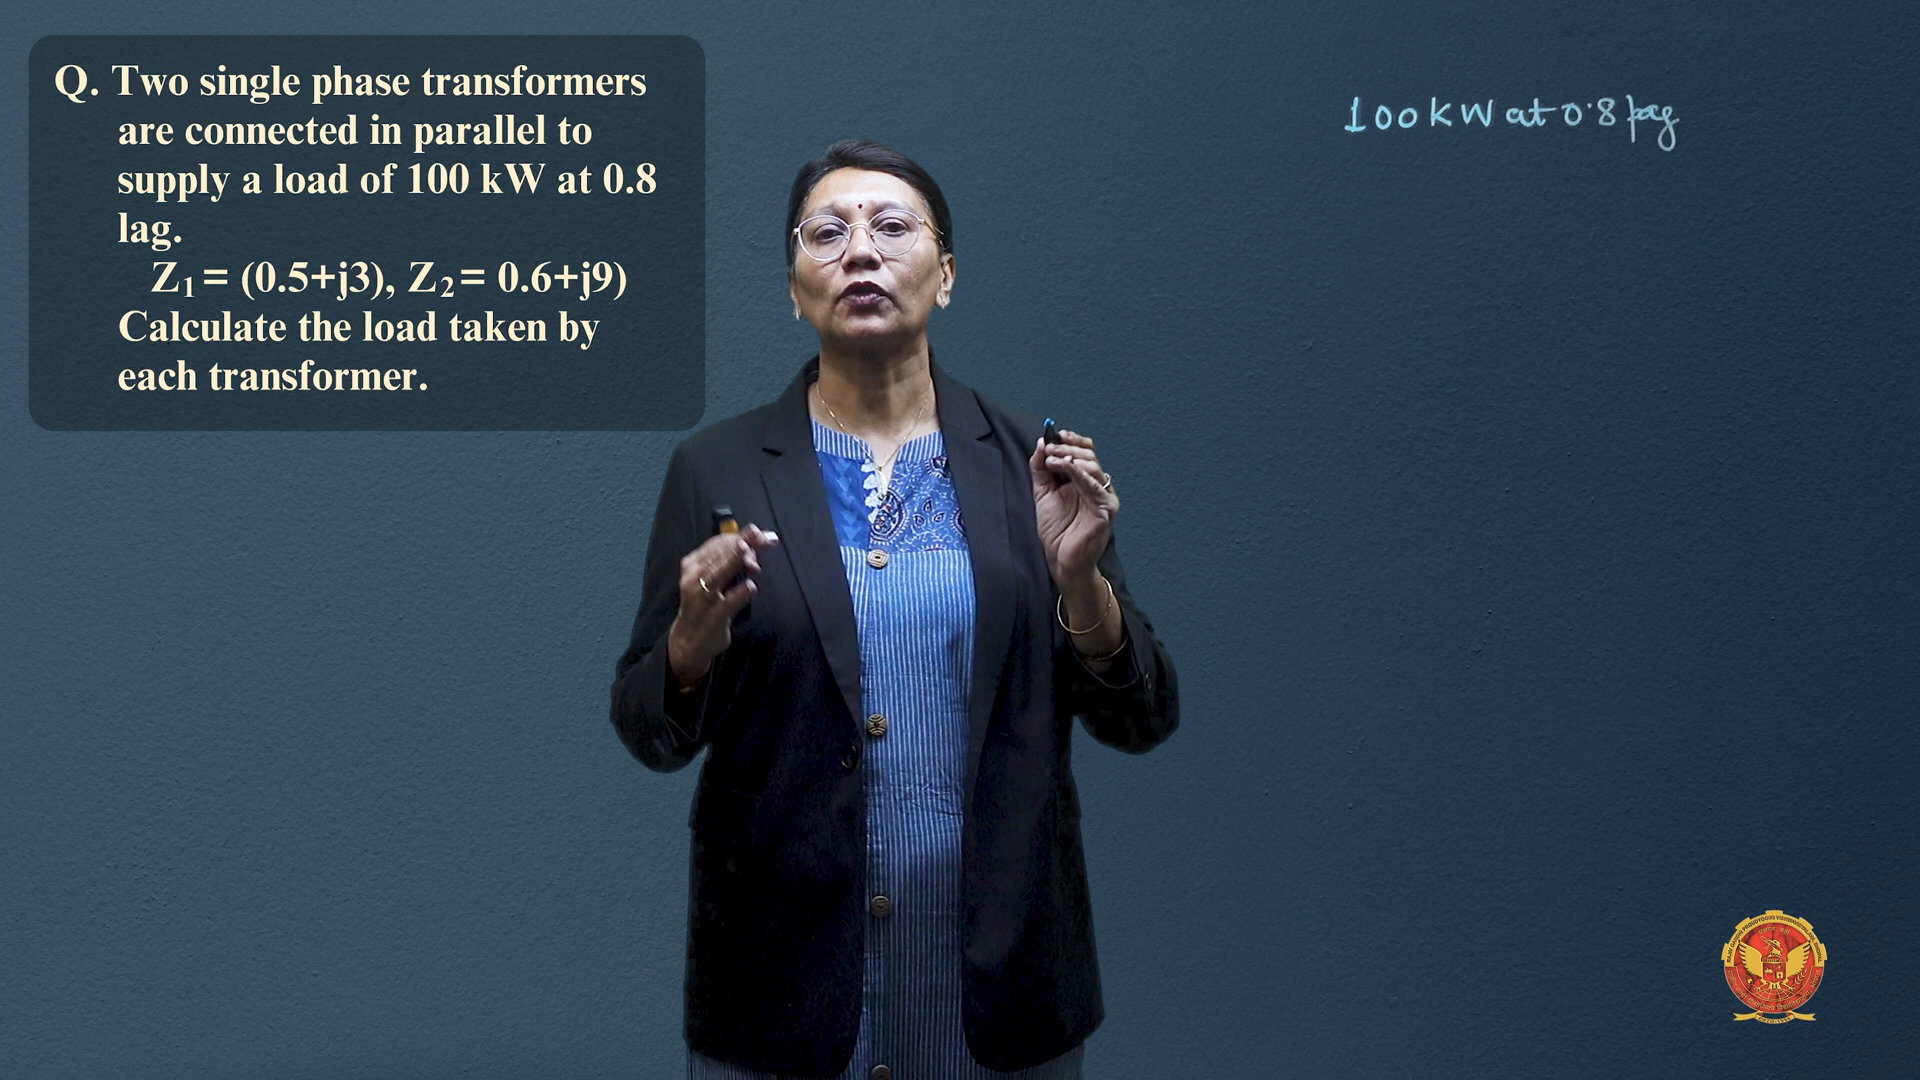 Q. Two single phase transformers
are connected in parallel to
supply a load of 100 kW at 0.8
lag.
Z₁ = (0.5+j3), Z₂ = 0.6+j9)
Calculate the load taken by
each transformer.
100 kW at 0.8